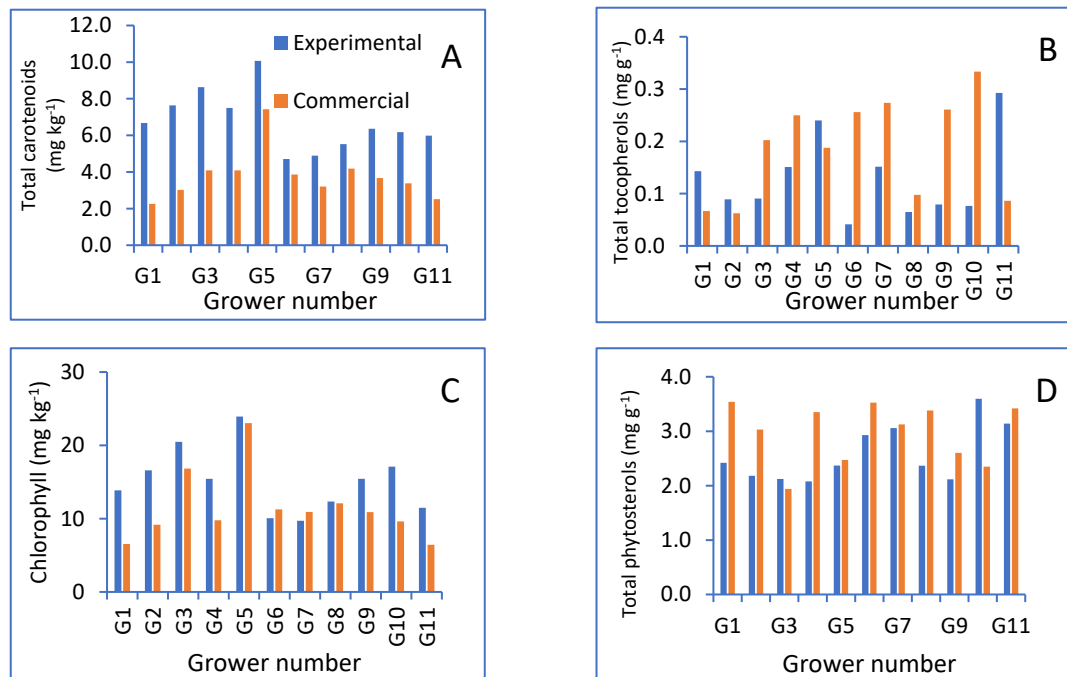 A
Experimental
Commercial
Total carotenoids
(mg kg-1)
12.0
10.0
8.0
6.0
4.0
2.0
0.0
G1 G3 G5 G7 G9 G11
Grower number
B
Total tocopherols (mg g-1)
0.4
0.3
0.2
0.1
0.0
G1 G2 G3 G4 G5 G6 G7 G8 G9 G10 G11
Grower number
C
Chlorophyll (mg kg-1)
30
20
10
0
G1 G2 G3 G4 G5 G6 G7 G8 G9 G10 G11
Grower number
D
Total phytosterols (mg g-1)
4.0
3.0
2.0
1.0
0.0
G1 G3 G5 G7 G9 G11
Grower number